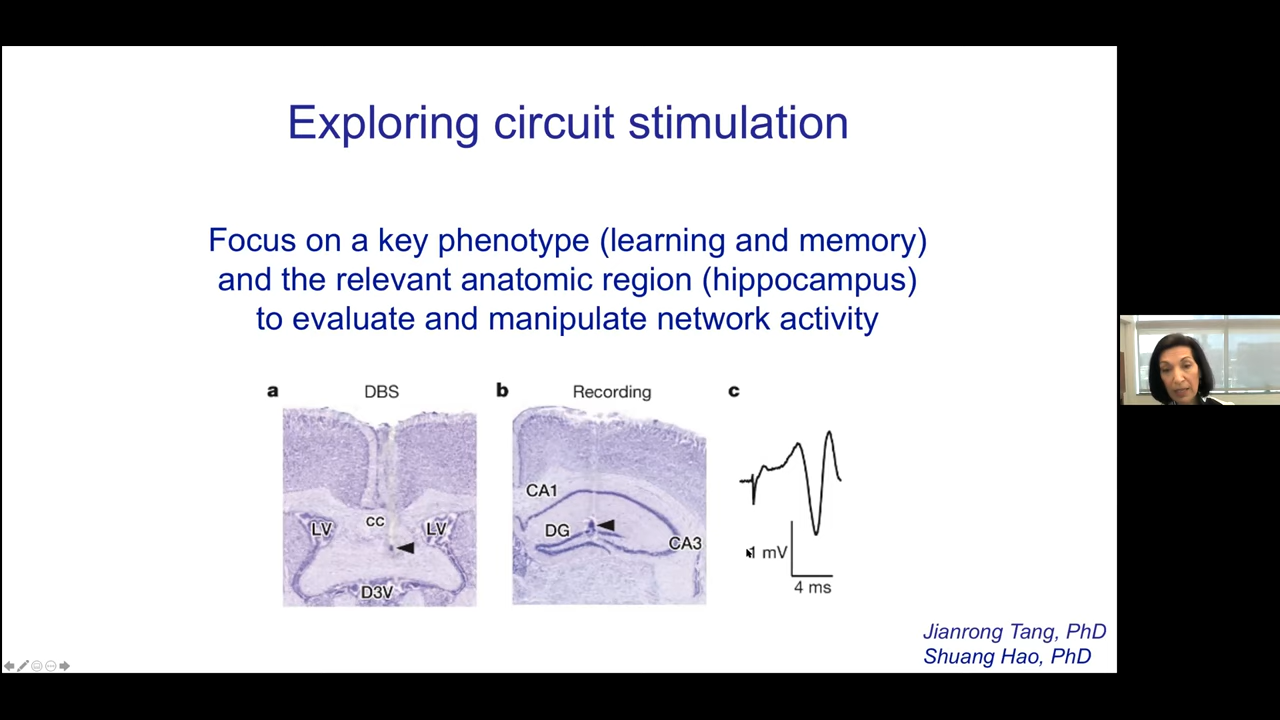 Exploring circuit stimulation
Focus on a key phenotype (learning and memory)
and the relevant anatomic region (hippocampus)
to evaluate and manipulate network activity
a DBS b Recording c
LV cc LV
D3V
CA1
DG
CA3
1 mV
4 ms
Jianrong Tang, PhD
Shuang Hao, PhD